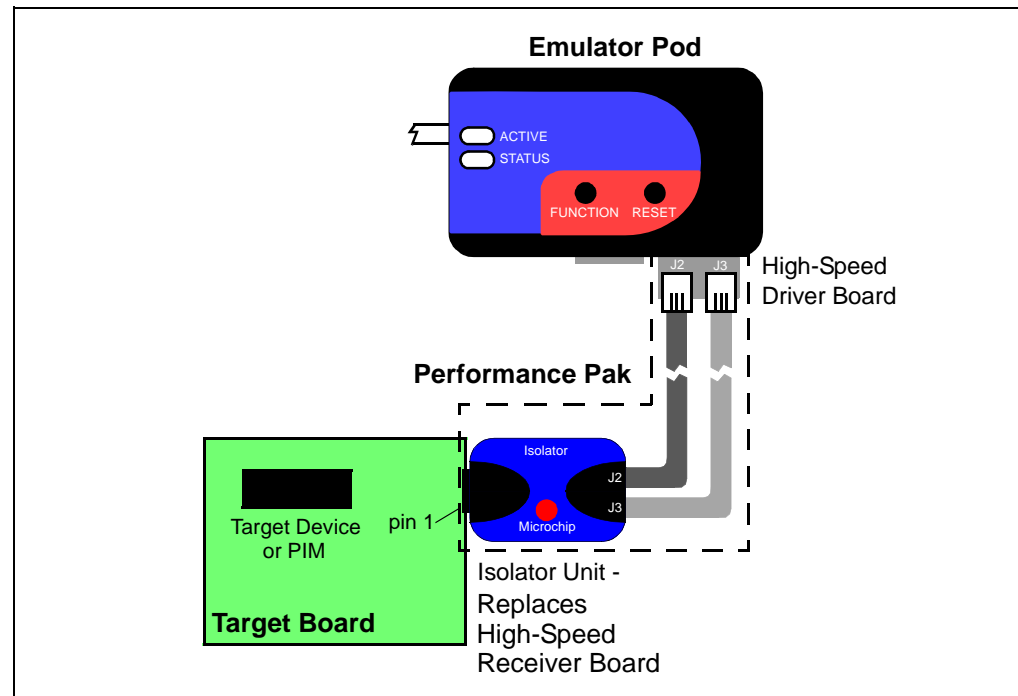 Emulator Pod
ACTIVE
STATUS
FUNCTION RESET
J2 J3
High-Speed
Driver Board
Performance Pak
Isolator
J2
J3
Microchip
pin 1
Target Device
or PIM
Target Board
Isolator Unit -
Replaces
High-Speed
Receiver Board